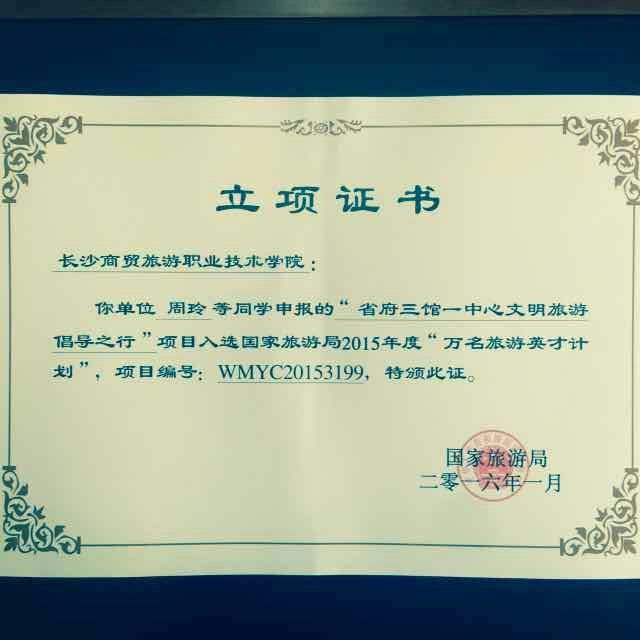 立项证书
长沙商贸旅游职业技术学院：
你单位 周玲 等同学申报的“省府三馆一中心文明旅游
倡导之行”项目入选国家旅游局2015年度“万名旅游英才计
划”，项目编号：WMYC20153199，特颁此证。
国家旅游局
二零一六年一月